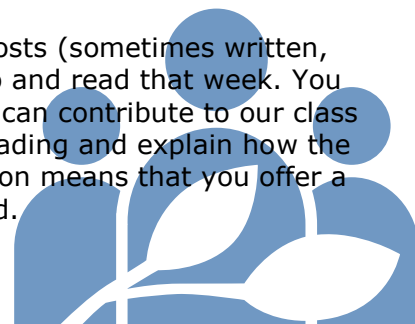 osts (sometimes written,
and read that week. You
can contribute to our class
ading and explain how the
on means that you offer a
d.